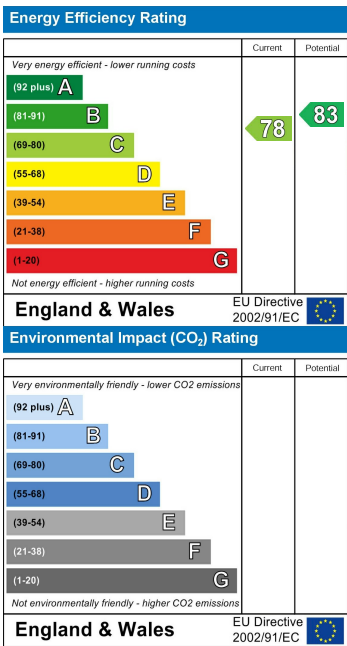 Energy Efficiency Rating
Current Potential
Very energy efficient - lower running costs
(92 plus) A
(81-91) B
(69-80) C
(55-68) D
(39-54) E
(21-38) F
(1-20) G
78
83
Not energy efficient - higher running costs
England & Wales
EU Directive
2002/91/EC
Environmental Impact (CO₂) Rating
Current Potential
Very environmentally friendly - lower CO2 emissions
(92 plus) A
(81-91) B
(69-80) C
(55-68) D
(39-54) E
(21-38) F
(1-20) G
Not environmentally friendly - higher CO2 emissions
England & Wales
EU Directive
2002/91/EC